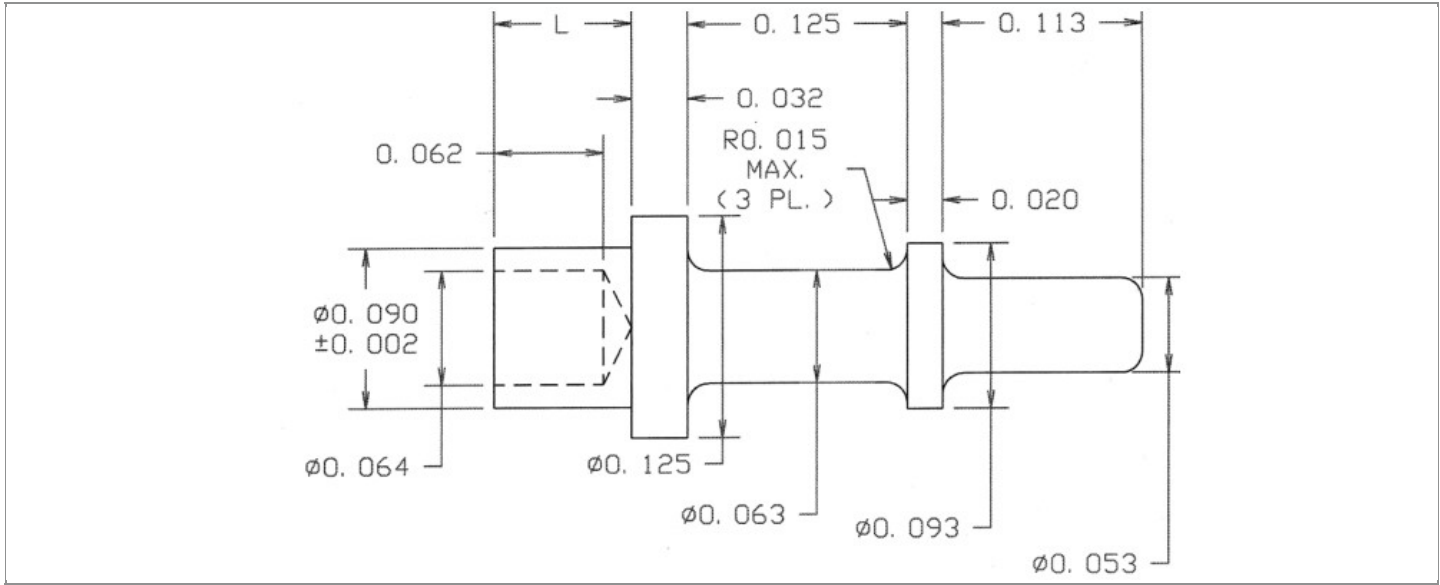 L
0. 125
0. 113
0. 032
0. 062
R0. 015
MAX.
(3 PL. )
0. 020
ø0. 090
±0. 002
ø0. 064
ø0. 125
ø0. 063
ø0. 093
ø0. 053